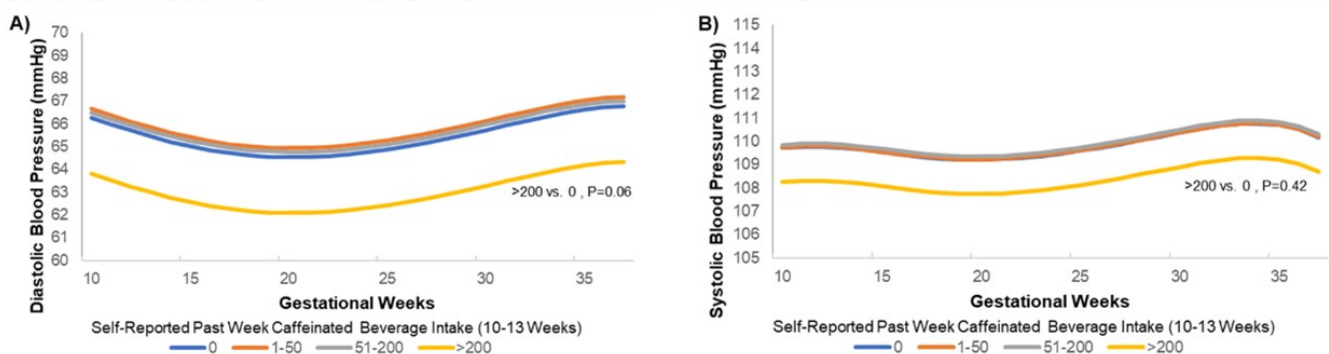 A)
Diastolic Blood Pressure (mmHg)
70
69
68
67
66
65
64
63
62
61
60
>200 vs. 0 , P=0.06
10 15 20 25 30 35
Gestational Weeks
Self-Reported Past Week Caffeinated Beverage Intake (10-13 Weeks)
0 1-50 51-200 >200
B)
Systolic Blood Pressure (mmHg)
115
114
113
112
111
110
109
108
107
106
105
>200 vs. 0 , P=0.42
10 15 20 25 30 35
Gestational Weeks
Self-Reported Past Week Caffeinated Beverage Intake (10-13 Weeks)
0 1-50 51-200 >200